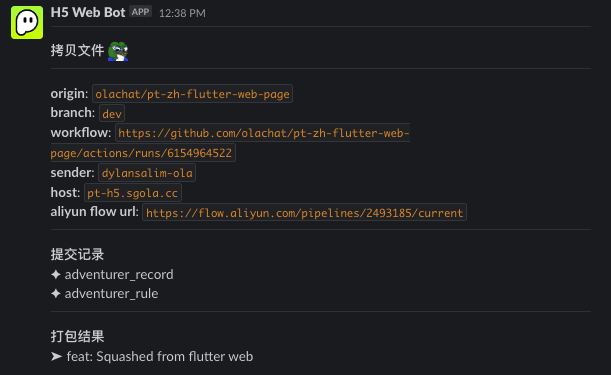 H5 Web Bot APP 12:38 PM
拷贝文件
origin: olachat/pt-zh-flutter-web-page
branch: dev
workflow: https://github.com/olachat/pt-zh-flutter-web-
page/actions/runs/6154964522
sender: dylansalim-ola
host: pt-h5.sgola.cc
aliyun flow url: https://flow.aliyun.com/pipelines/2493185/current
提交记录
✦ adventurer_record
✦ adventurer_rule
打包结果
➤ feat: Squashed from flutter web